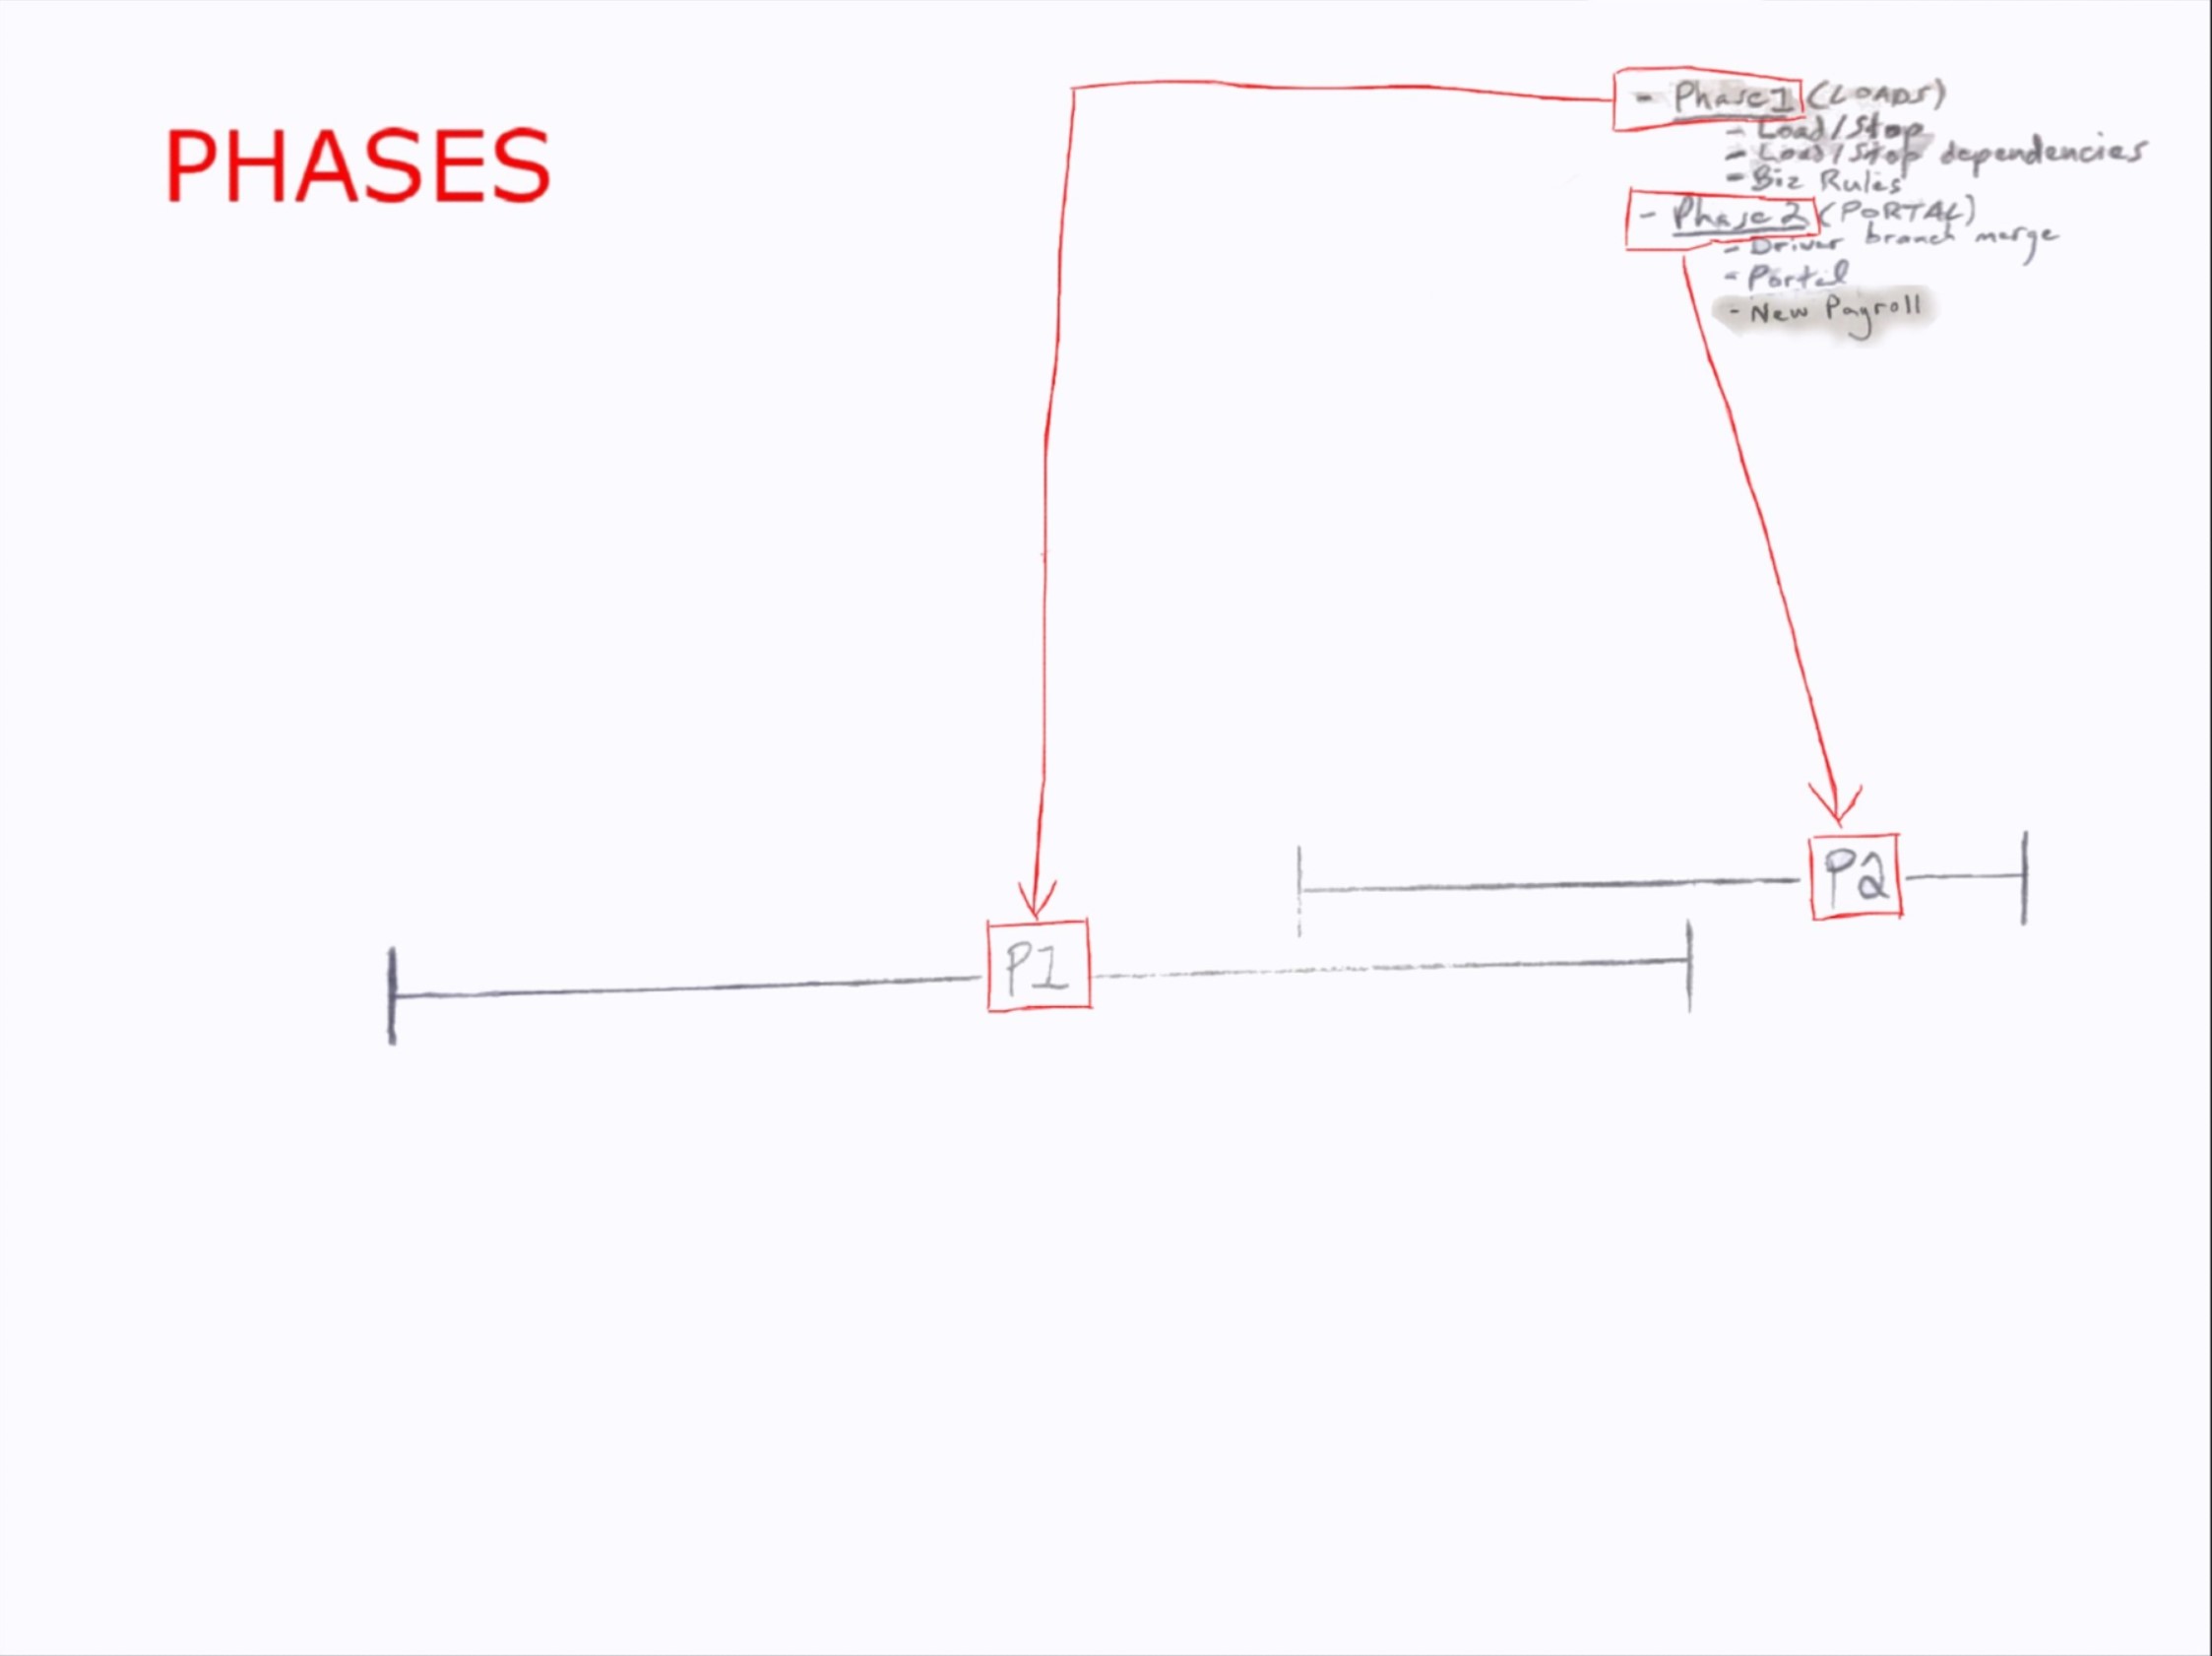 PHASES
- Phase 1 (LOADS)
- Load/Stop
- Load/Stop dependencies
- Biz Rules
- Phase 2 (PORTAL)
- Driver branch merge
- Portal
- New Payroll
P2
P1